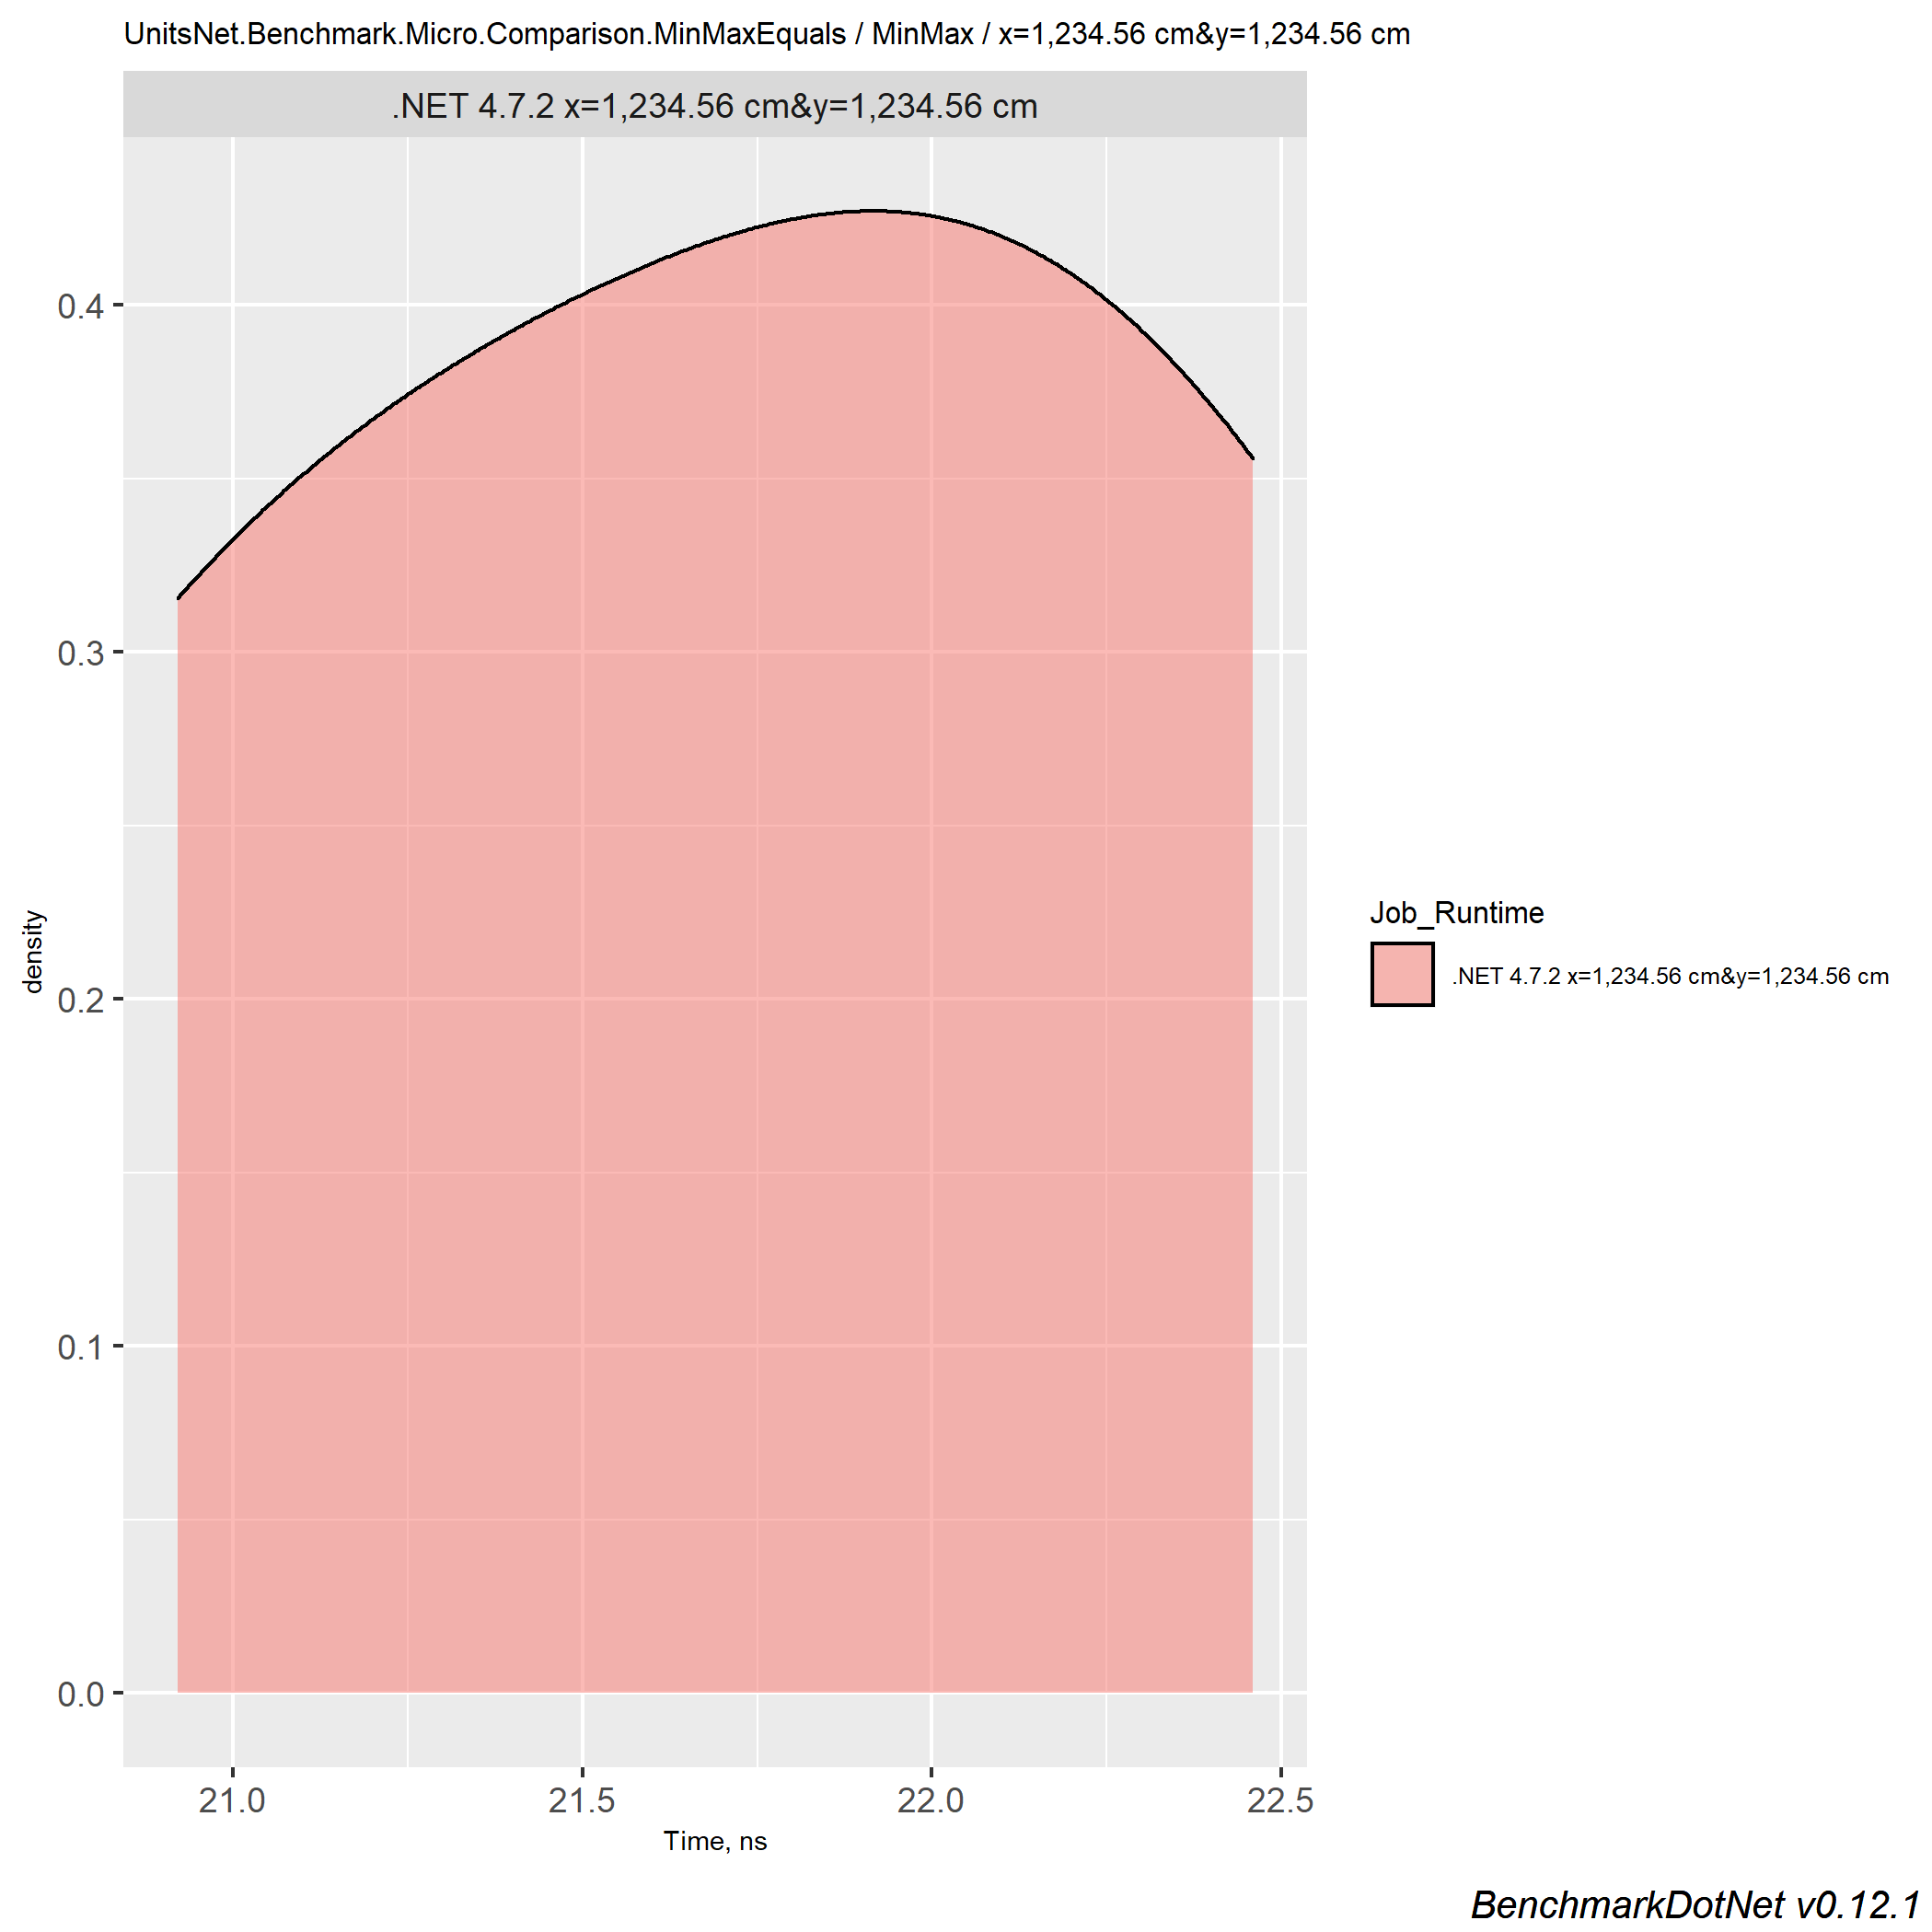 UnitsNet.Benchmark.Micro.Comparison.MinMaxEquals / MinMax / x=1,234.56 cm&y=1,234.56 cm
.NET 4.7.2 x=1,234.56 cm&y=1,234.56 cm
0.4
0.3
0.2
0.1
0.0
density
21.0 21.5 22.0 22.5
Time, ns
Job_Runtime
.NET 4.7.2 x=1,234.56 cm&y=1,234.56 cm
BenchmarkDotNet v0.12.1